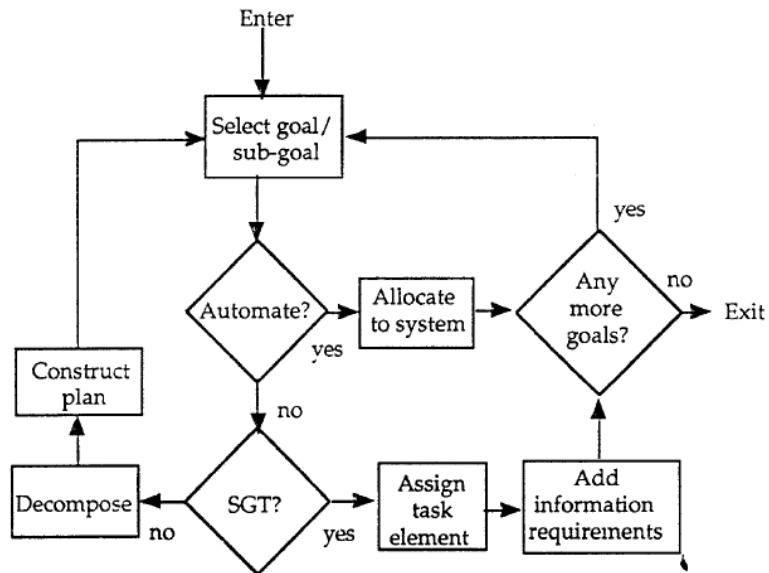 Enter
Select goal/
sub-goal
yes
Automate?
yes
Allocate
to system
Any
more
goals?
no
Exit
Construct
plan
no
Decompose
no
SGT?
yes
Assign
task
element
Add
information
requirements